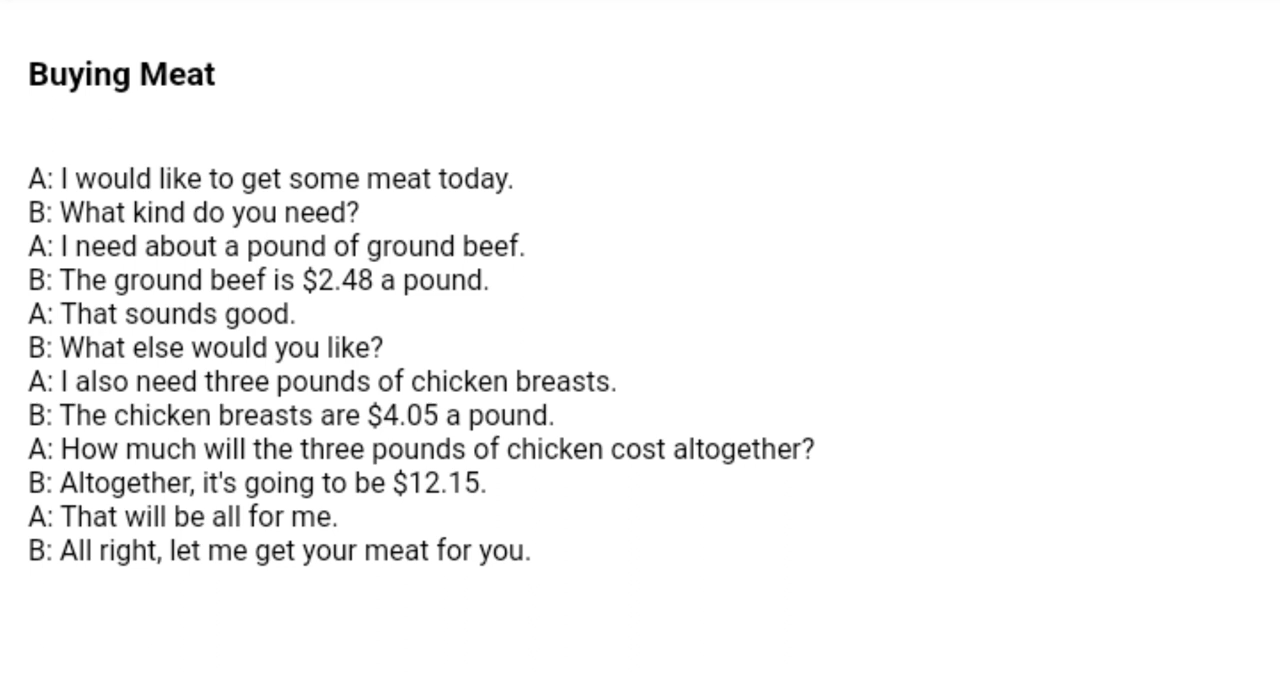 Buying Meat
A: I would like to get some meat today.
B: What kind do you need?
A: I need about a pound of ground beef.
B: The ground beef is $2.48 a pound.
A: That sounds good.
B: What else would you like?
A: I also need three pounds of chicken breasts.
B: The chicken breasts are $4.05 a pound.
A: How much will the three pounds of chicken cost altogether?
B: Altogether, it's going to be $12.15.
A: That will be all for me.
B: All right, let me get your meat for you.